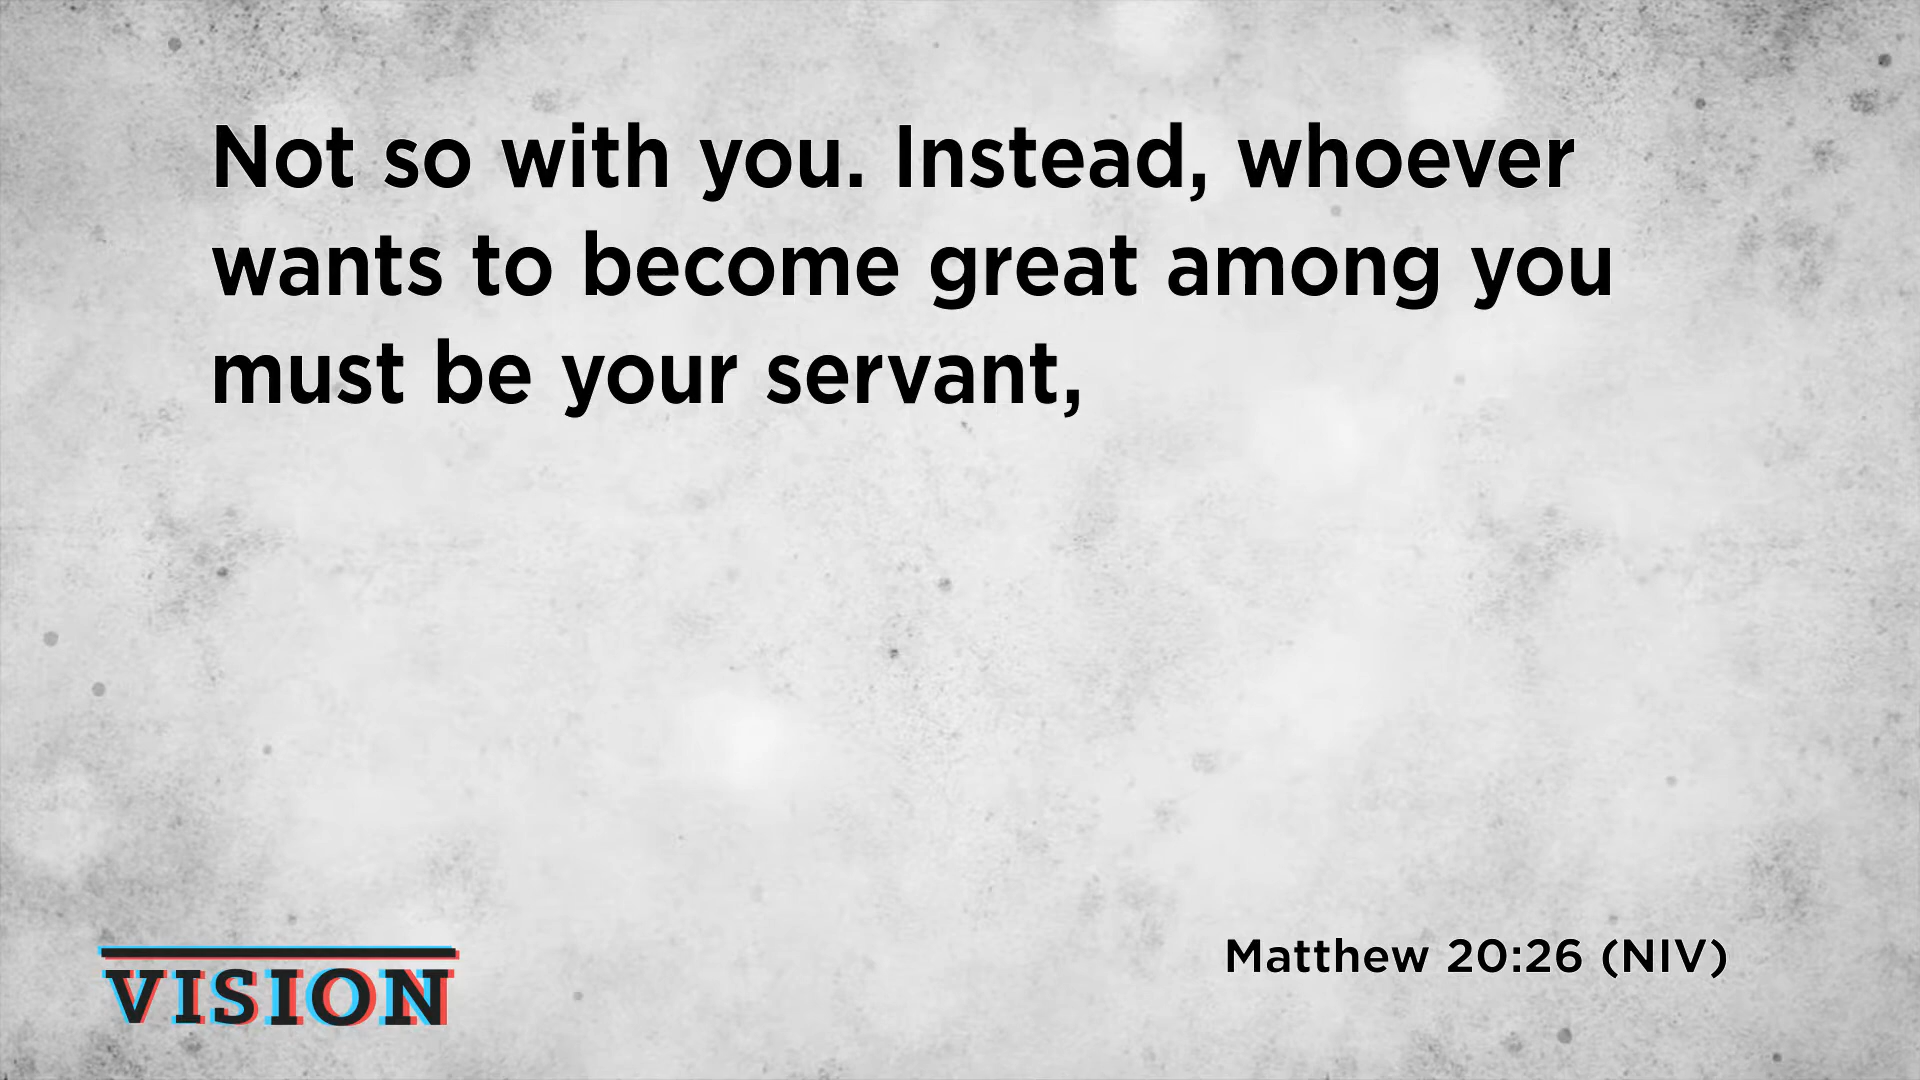 Not so with you. Instead, whoever
wants to become great among you
must be your servant,
Matthew 20:26 (NIV)
VISION